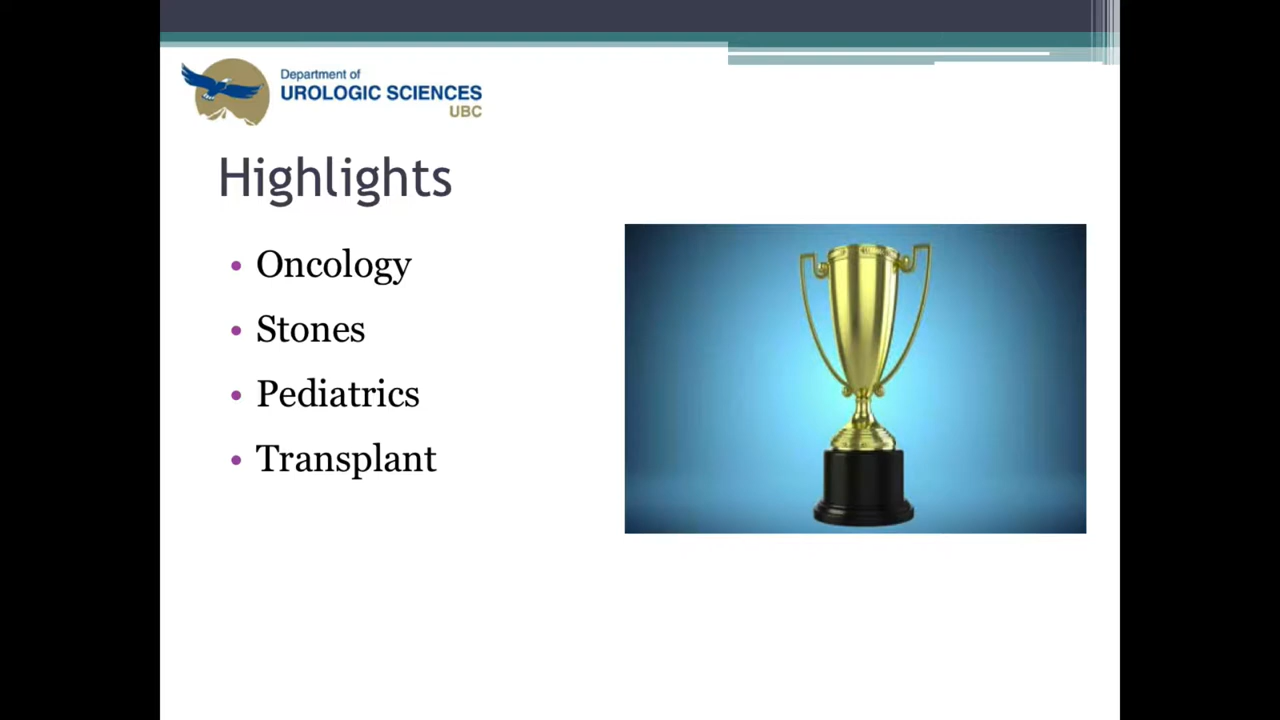 Department of
UROLOGIC SCIENCES
UBC
Highlights
• Oncology
• Stones
• Pediatrics
• Transplant